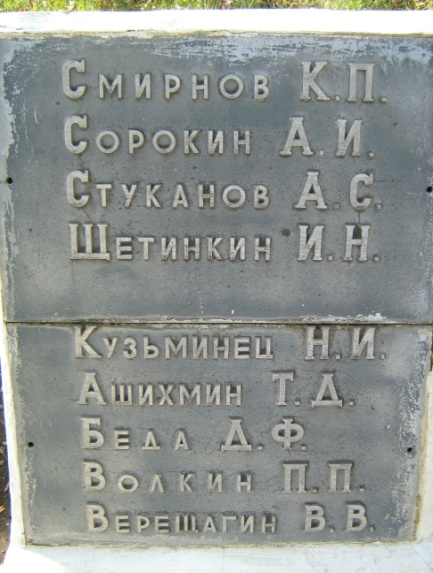 Смирнов К.П.
Сорокин А.И.
Стуканов А.С.
Щетинкин И.Н.
Кузьминец Н.И.
Ашихмин Т.Д.
Беда Д.Ф.
Волкин П.П.
Верещагин В.В.